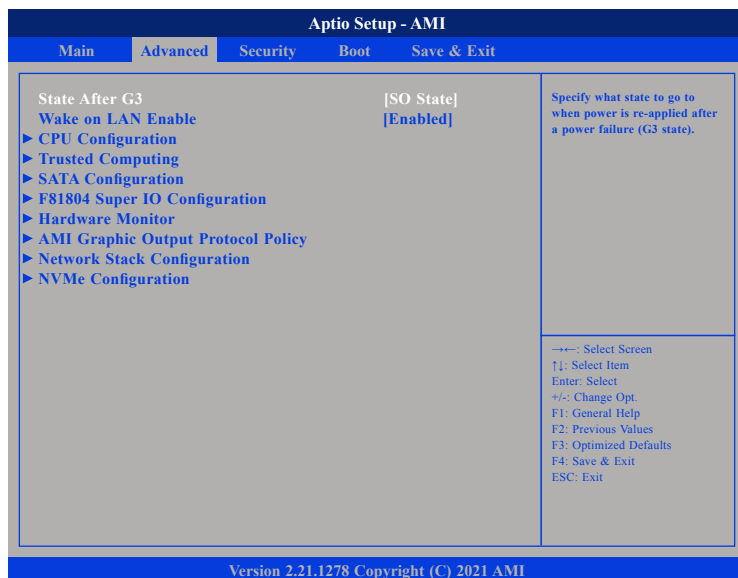 Aptio Setup - AMI
Main Advanced Security Boot Save & Exit
State After G3 [SO State]
Wake on LAN Enable [Enabled]
► CPU Configuration
► Trusted Computing
► SATA Configuration
► F81804 Super IO Configuration
► Hardware Monitor
► AMI Graphic Output Protocol Policy
► Network Stack Configuration
► NVMe Configuration
Specify what state to go to
when power is re-applied after
a power failure (G3 state).
→←: Select Screen
↑↓: Select Item
Enter: Select
+/-: Change Opt.
F1: General Help
F2: Previous Values
F3: Optimized Defaults
F4: Save & Exit
ESC: Exit
Version 2.21.1278 Copyright (C) 2021 AMI